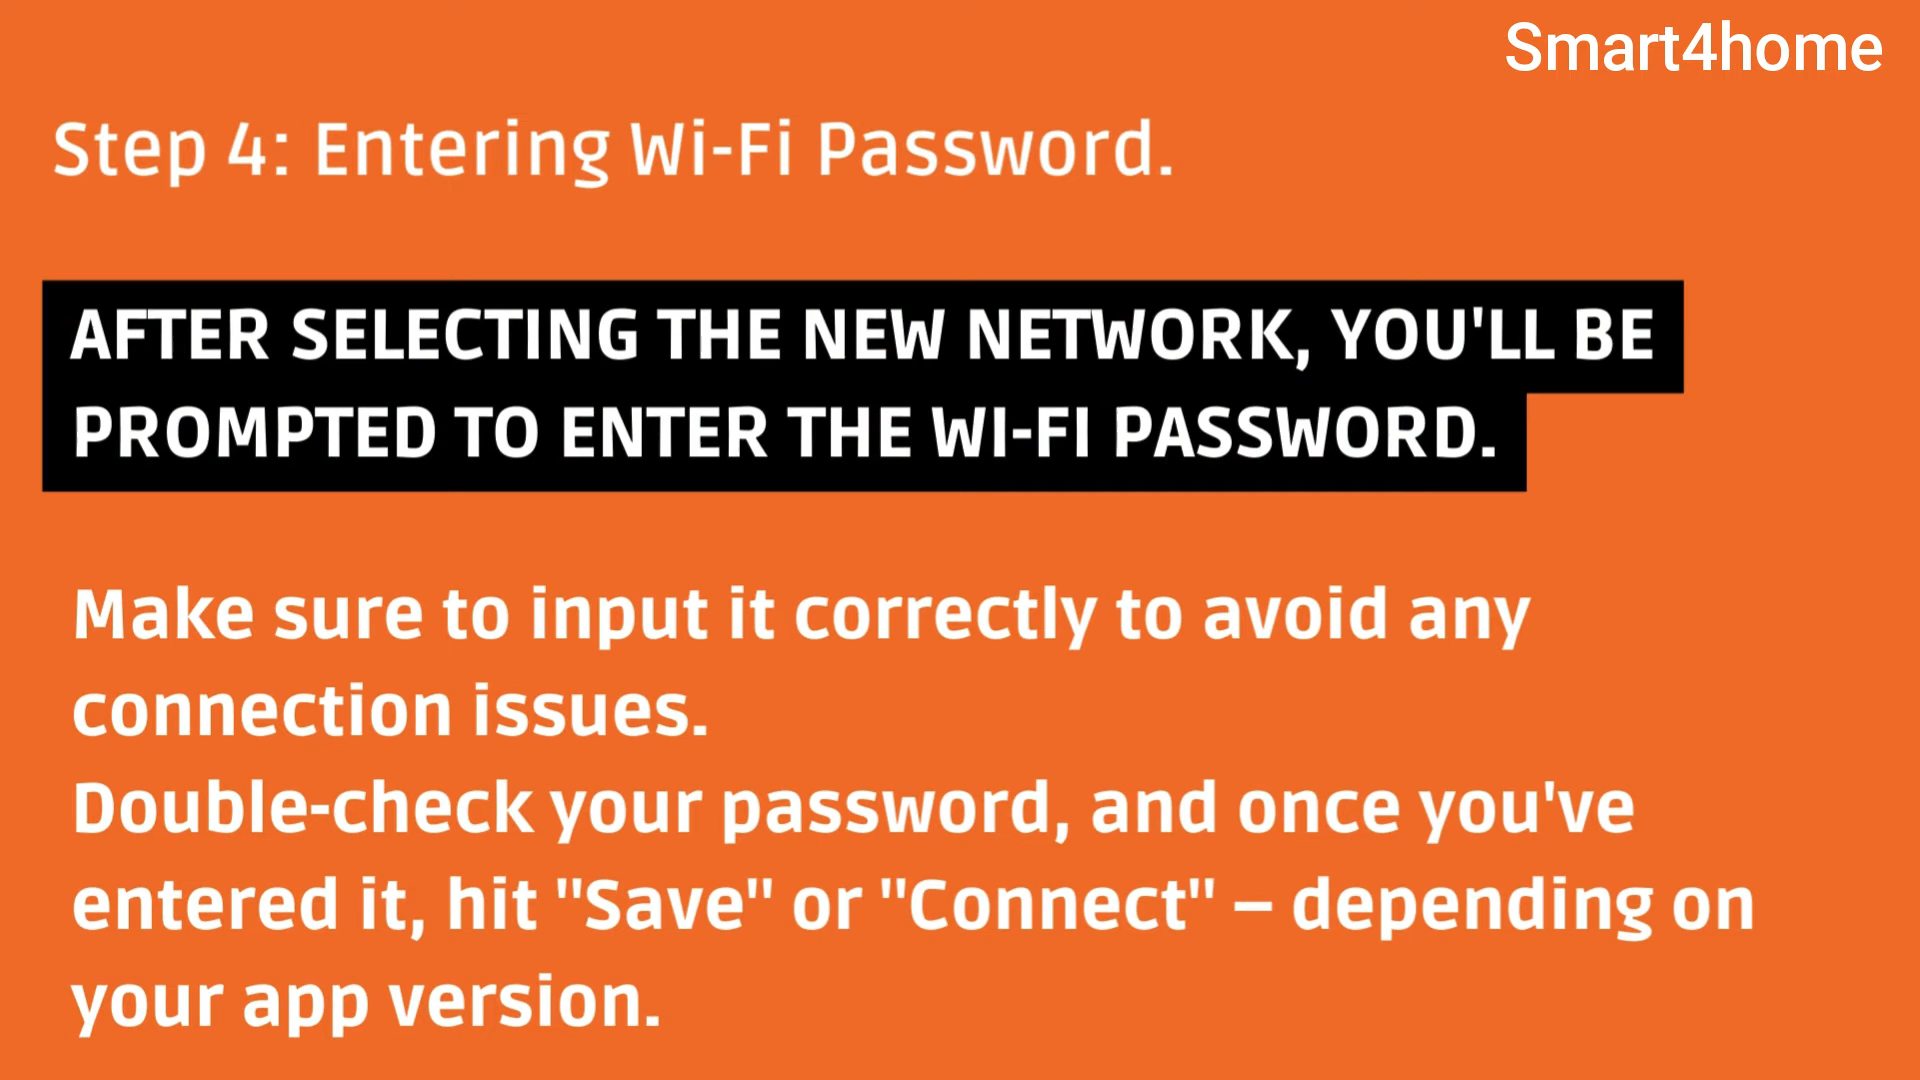 Smart4home
Step 4: Entering Wi-Fi Password.
AFTER SELECTING THE NEW NETWORK, YOU'LL BE
PROMPTED TO ENTER THE WI-FI PASSWORD.
Make sure to input it correctly to avoid any
connection issues.
Double-check your password, and once you've
entered it, hit "Save" or "Connect" – depending on
your app version.